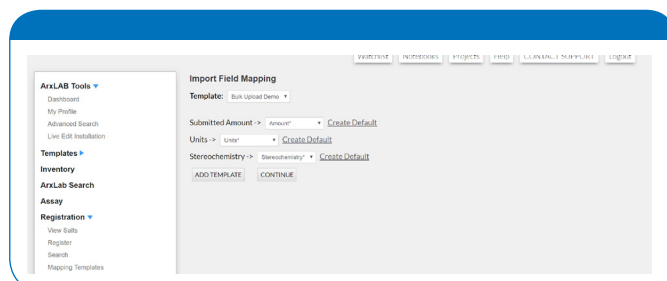 Watchlist Notebooks Projects Help CONTACT SUPPORT Logout
ArxLAB Tools ▼
Dashboard
My Profile
Advanced Search
Live Edit Installation
Templates ▶
Inventory
ArxLab Search
Assay
Registration ▼
View Salts
Register
Search
Mapping Templates
Import Field Mapping
Template: Bulk Upload Demo ▼
Submitted Amount -> Amount* ▼ Create Default
Units -> Units* ▼ Create Default
Stereochemistry -> Stereochemistry* ▼ Create Default
ADD TEMPLATE CONTINUE